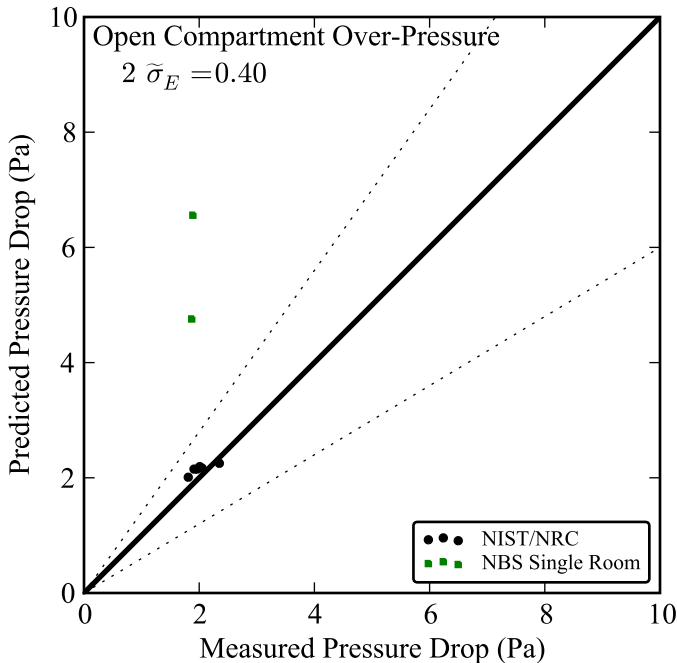 Open Compartment Over-Pressure
2 σ̃_E =0.40
Predicted Pressure Drop (Pa)
10
8
6
4
2
0
0 2 4 6 8 10
Measured Pressure Drop (Pa)
NIST/NRC
NBS Single Room